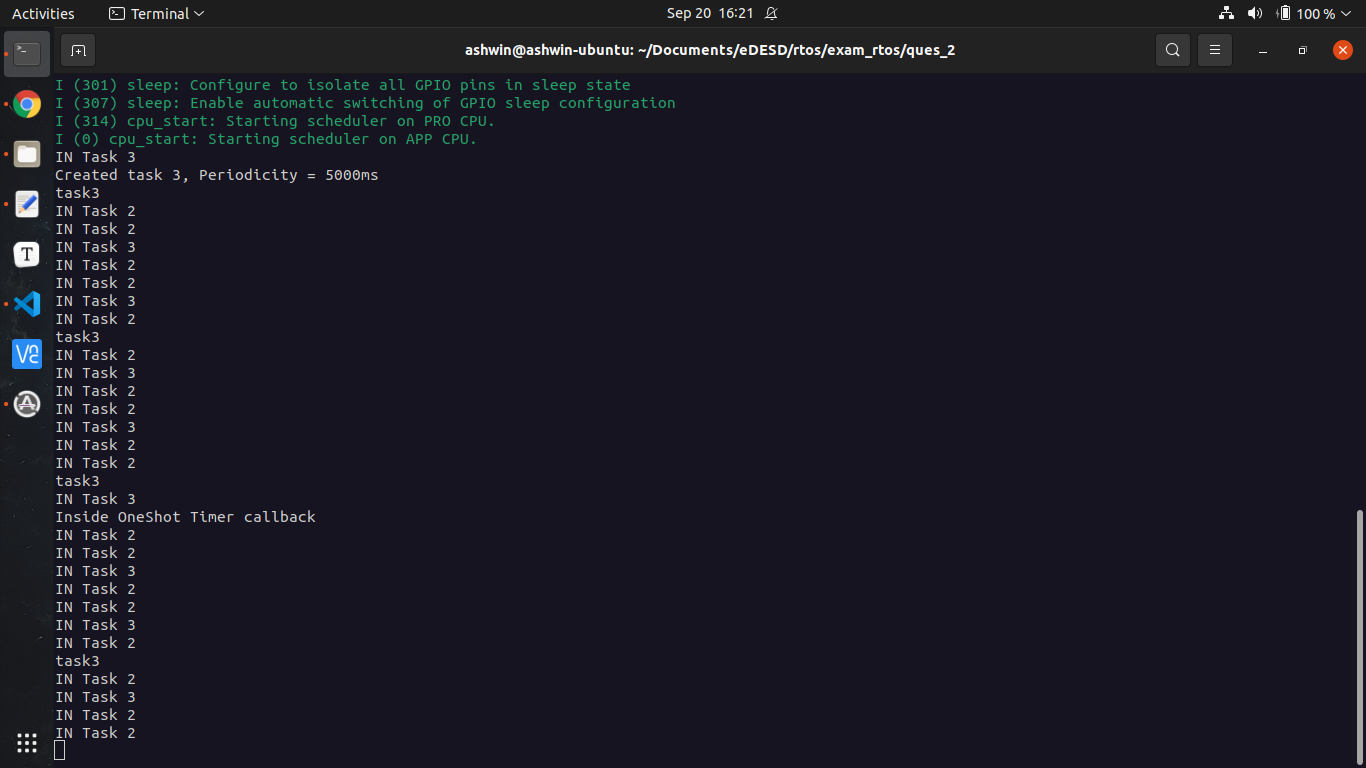 Activities
Terminal
Sep 20 16:21
100 %
ashwin@ashwin-ubuntu: ~/Documents/eDESD/rtos/exam_rtos/ques_2
I (301) sleep: Configure to isolate all GPIO pins in sleep state
I (307) sleep: Enable automatic switching of GPIO sleep configuration
I (314) cpu_start: Starting scheduler on PRO CPU.
I (0) cpu_start: Starting scheduler on APP CPU.
IN Task 3
Created task 3, Periodicity = 5000ms
task3
IN Task 2
IN Task 2
IN Task 3
IN Task 2
IN Task 2
IN Task 3
IN Task 2
task3
IN Task 2
IN Task 3
IN Task 2
IN Task 2
IN Task 3
IN Task 2
IN Task 2
task3
IN Task 3
Inside OneShot Timer callback
IN Task 2
IN Task 2
IN Task 3
IN Task 2
IN Task 2
IN Task 3
IN Task 2
task3
IN Task 2
IN Task 3
IN Task 2
IN Task 2